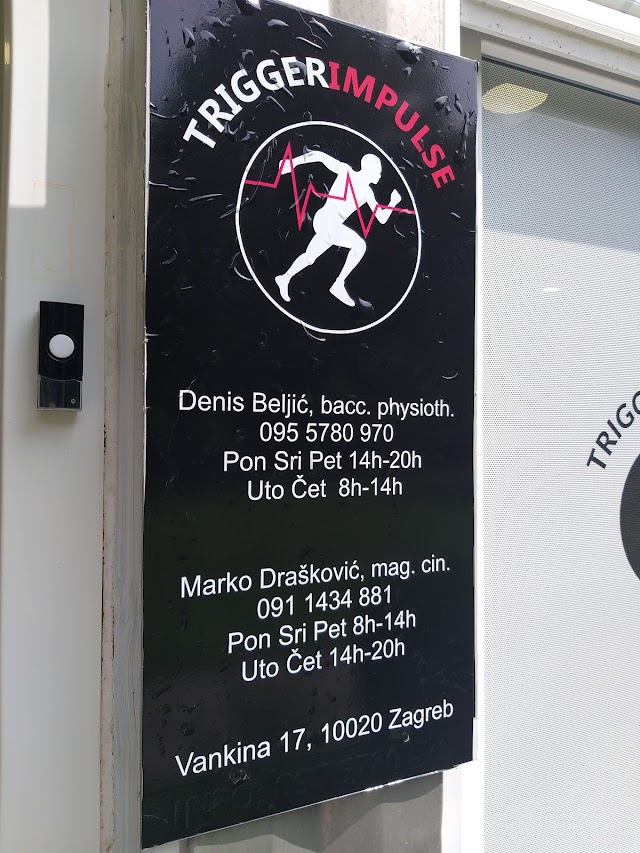 TRIGGERIMPULSE
Denis Beljić, bacc. physioth.
095 5780 970
Pon Sri Pet 14h-20h
Uto Čet 8h-14h
Marko Drašković, mag. cin.
091 1434 881
Pon Sri Pet 8h-14h
Uto Čet 14h-20h
Vankina 17, 10020 Zagreb
TRIGG